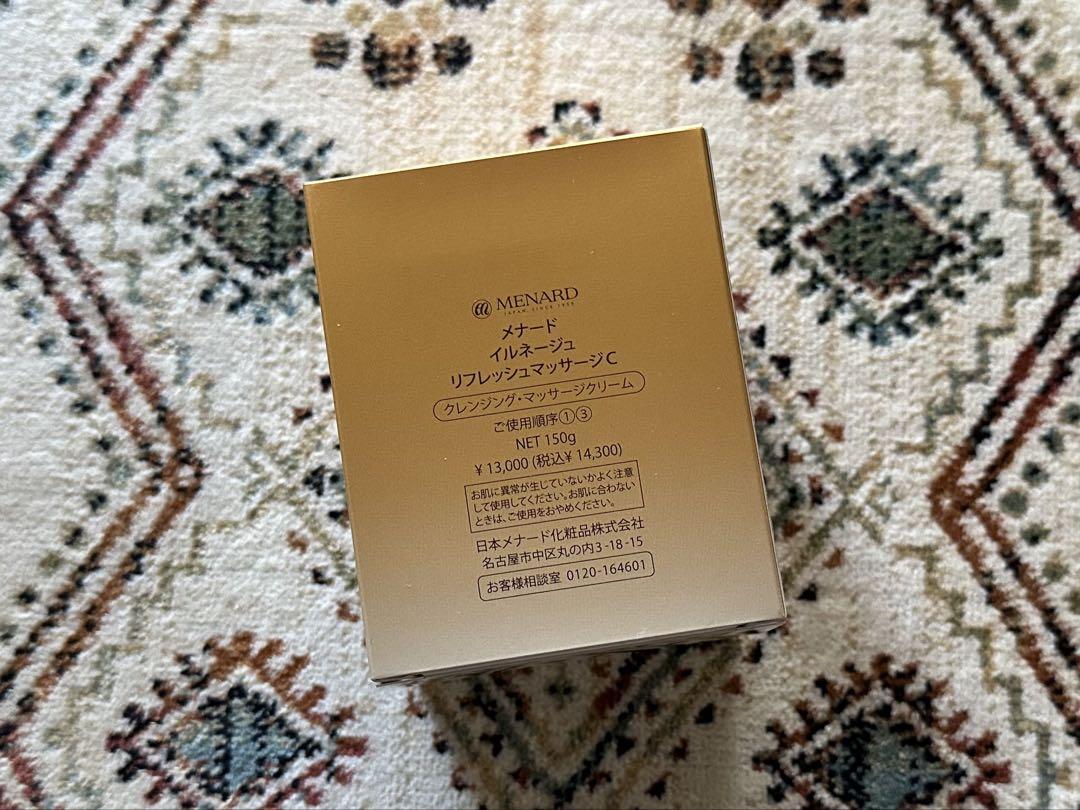 MENARD
JAPAN, SINCE 1959
メナード
イルネージュ
リフレッシュマッサージC
クレンジング・マッサージクリーム
ご使用順序①③
NET 150g
¥13,000 (税込¥14,300)
お肌に異常が生じていないかよく注意
して使用してください。お肌に合わない
ときは、ご使用をおやめください。
日本メナード化粧品株式会社
名古屋市中区丸の内3-18-15
お客様相談室 0120-164601